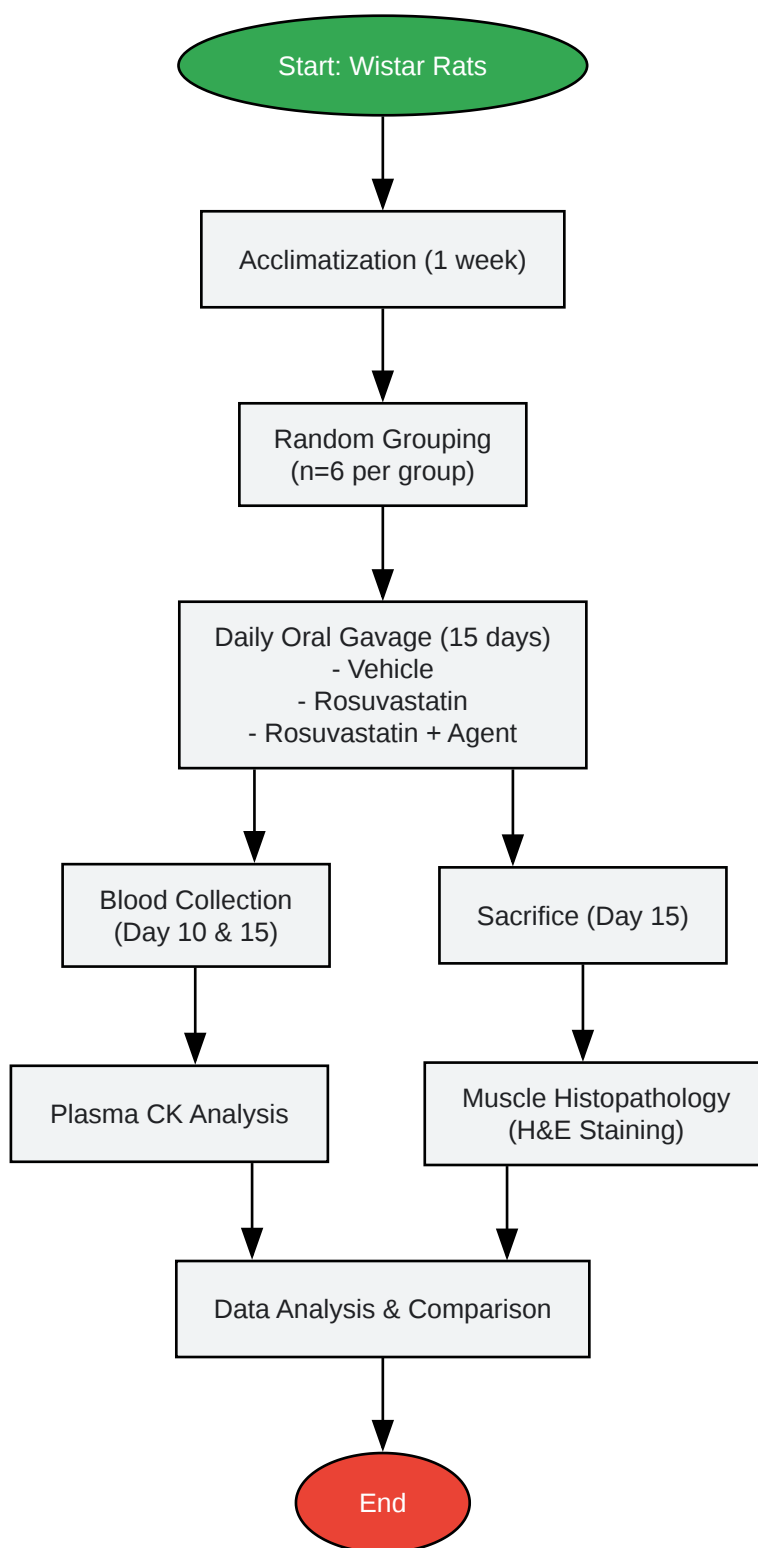 Start: Wistar Rats
Acclimatization (1 week)
Random Grouping
(n=6 per group)
Daily Oral Gavage (15 days)
- Vehicle
- Rosuvastatin
- Rosuvastatin + Agent
Blood Collection
(Day 10 & 15)
Sacrifice (Day 15)
Plasma CK Analysis
Muscle Histopathology
(H&E Staining)
Data Analysis & Comparison
End